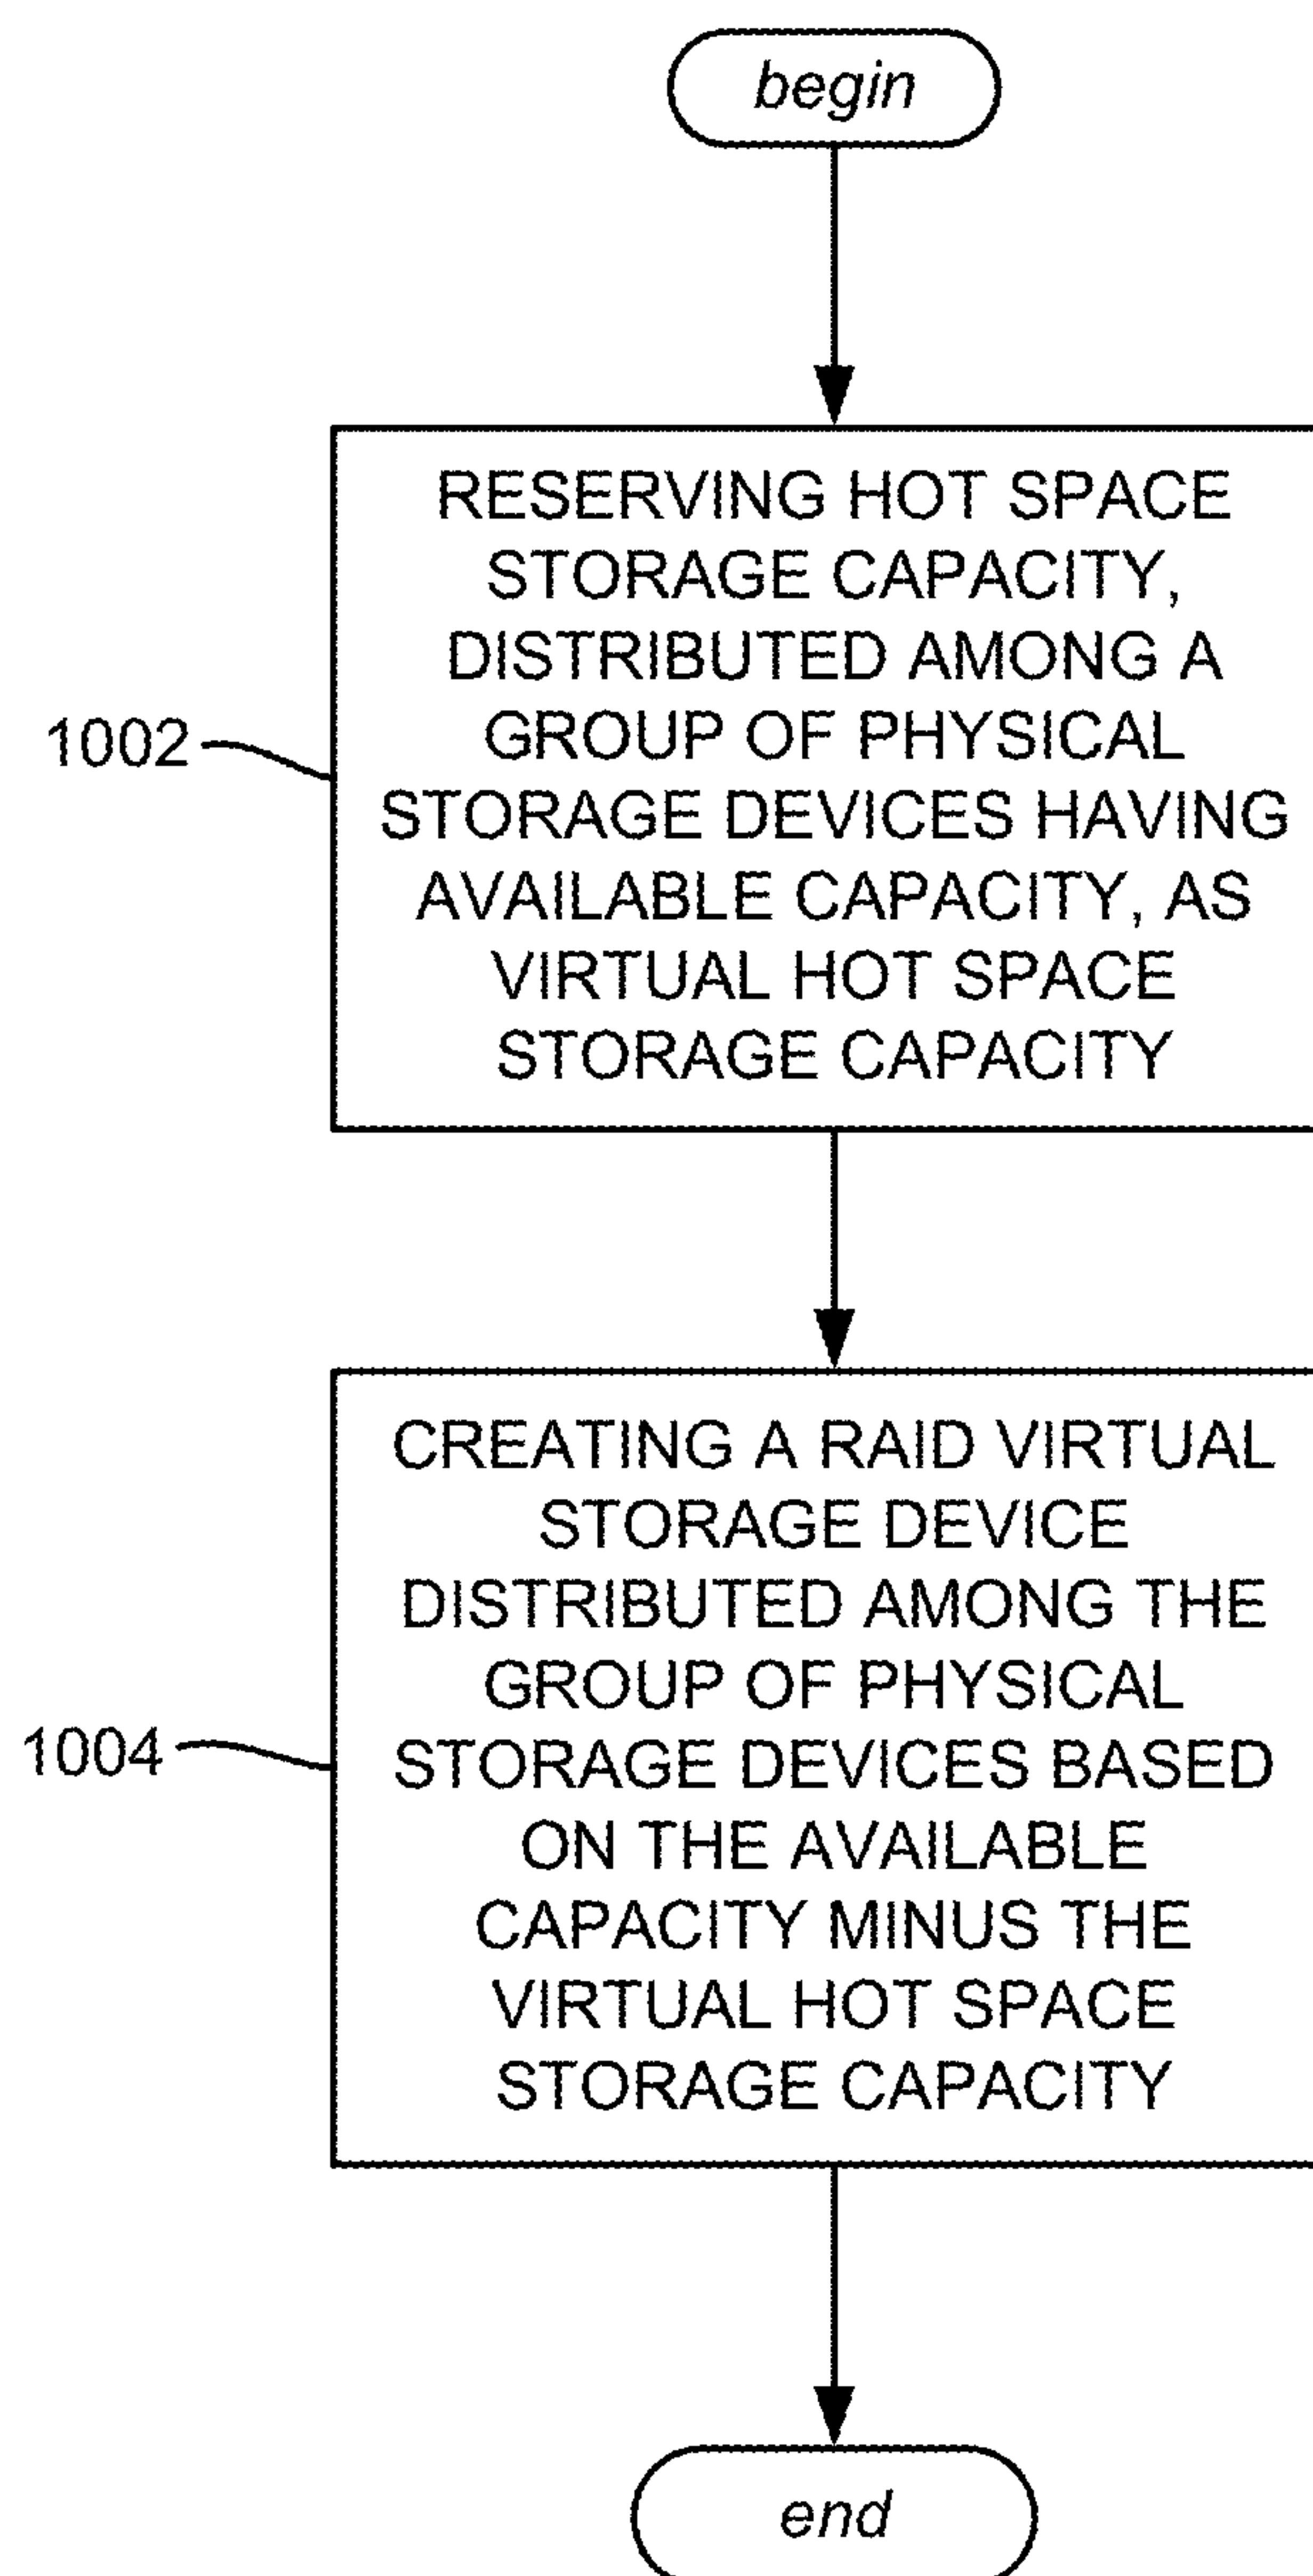 begin
RESERVING HOT SPACE
STORAGE CAPACITY,
DISTRIBUTED AMONG A
GROUP OF PHYSICAL
STORAGE DEVICES HAVING
AVAILABLE CAPACITY, AS
VIRTUAL HOT SPACE
STORAGE CAPACITY
1002
CREATING A RAID VIRTUAL
STORAGE DEVICE
DISTRIBUTED AMONG THE
GROUP OF PHYSICAL
STORAGE DEVICES BASED
ON THE AVAILABLE
CAPACITY MINUS THE
VIRTUAL HOT SPACE
STORAGE CAPACITY
1004
end